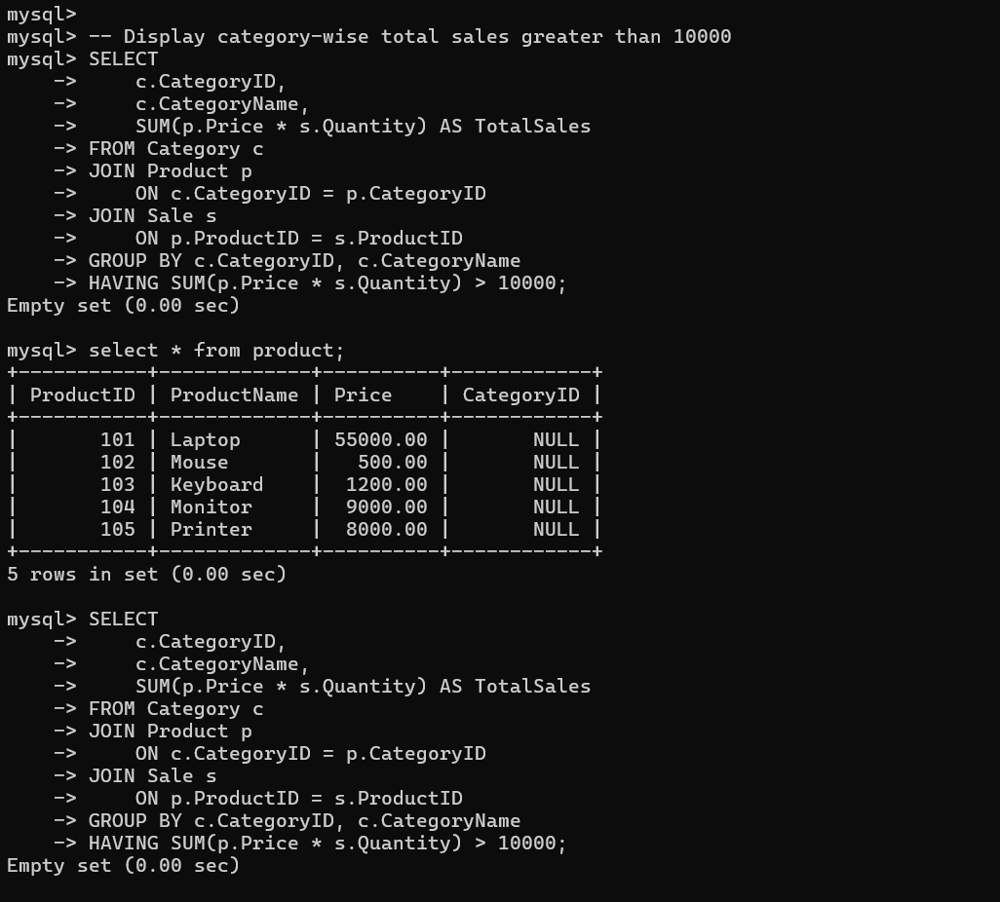 mysql>
mysql> -- Display category-wise total sales greater than 10000
mysql> SELECT
    ->     c.CategoryID,
    ->     c.CategoryName,
    ->     SUM(p.Price * s.Quantity) AS TotalSales
    -> FROM Category c
    -> JOIN Product p
    ->     ON c.CategoryID = p.CategoryID
    -> JOIN Sale s
    ->     ON p.ProductID = s.ProductID
    -> GROUP BY c.CategoryID, c.CategoryName
    -> HAVING SUM(p.Price * s.Quantity) > 10000;
Empty set (0.00 sec)

mysql> select * from product;
+-----------+-------------+----------+------------+
| ProductID | ProductName | Price    | CategoryID |
+-----------+-------------+----------+------------+
|       101 | Laptop      | 55000.00 |       NULL |
|       102 | Mouse       |   500.00 |       NULL |
|       103 | Keyboard    |  1200.00 |       NULL |
|       104 | Monitor     |  9000.00 |       NULL |
|       105 | Printer     |  8000.00 |       NULL |
+-----------+-------------+----------+------------+
5 rows in set (0.00 sec)

mysql> SELECT
    ->     c.CategoryID,
    ->     c.CategoryName,
    ->     SUM(p.Price * s.Quantity) AS TotalSales
    -> FROM Category c
    -> JOIN Product p
    ->     ON c.CategoryID = p.CategoryID
    -> JOIN Sale s
    ->     ON p.ProductID = s.ProductID
    -> GROUP BY c.CategoryID, c.CategoryName
    -> HAVING SUM(p.Price * s.Quantity) > 10000;
Empty set (0.00 sec)